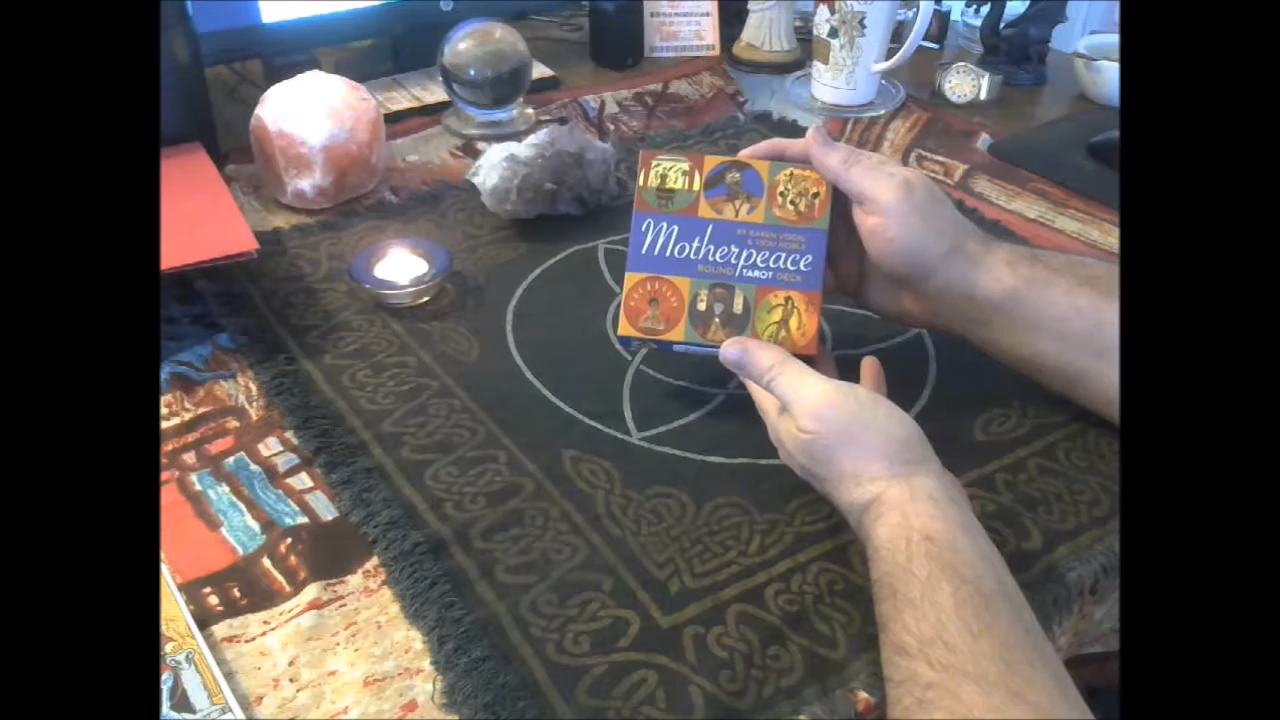 BY KAREN VOGEL
& VICKI NOBLE
Motherpeace
ROUND TAROT DECK